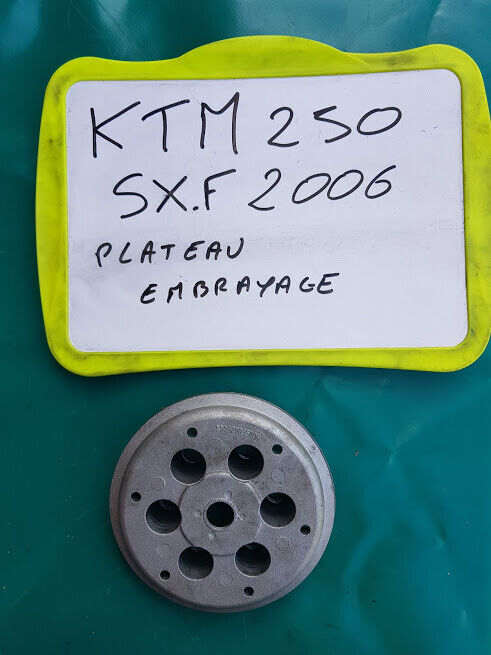 KTM 250
SX.F 2006
PLATEAU
EMBRAYAGE